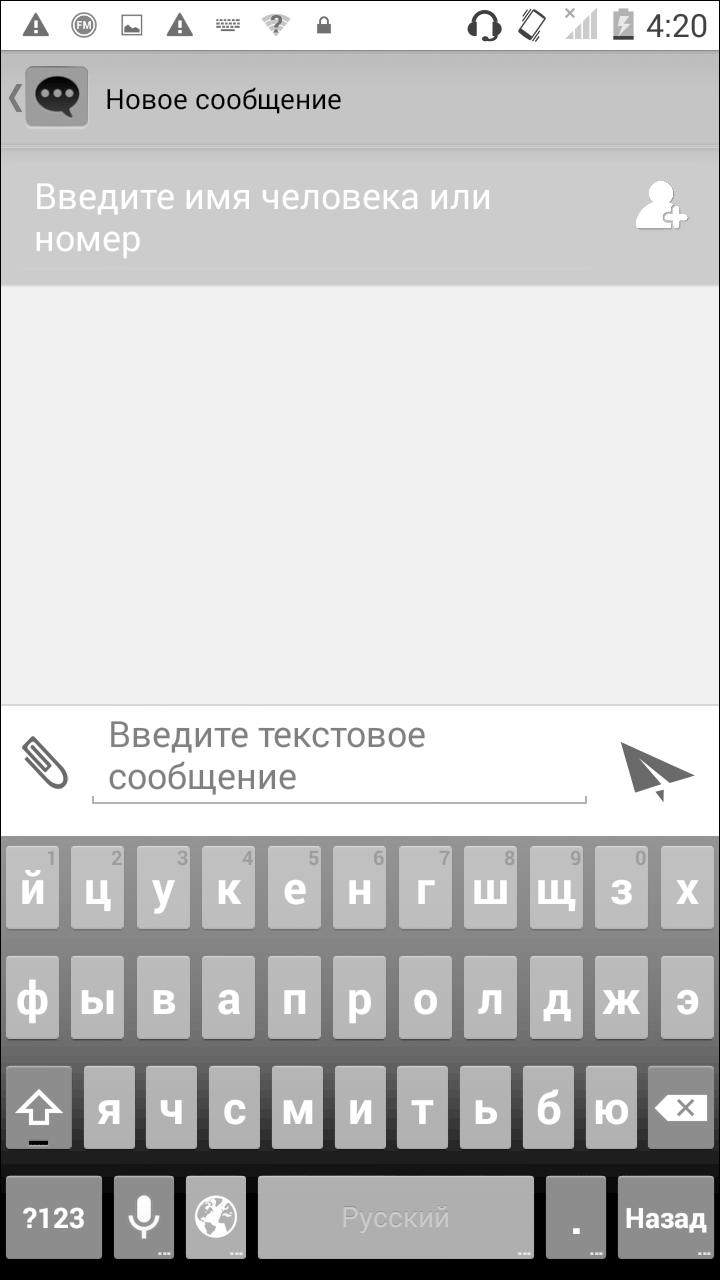 FM ? 4:20
Новое сообщение
Введите имя человека или
номер
Введите текстовое
сообщение
1 2 3 4 5 6 7 8 9 0
й ц у к е н г ш щ з х
ф ы в а п р о л д ж э
я ч с м и т ь б ю
?123 Русский . Назад